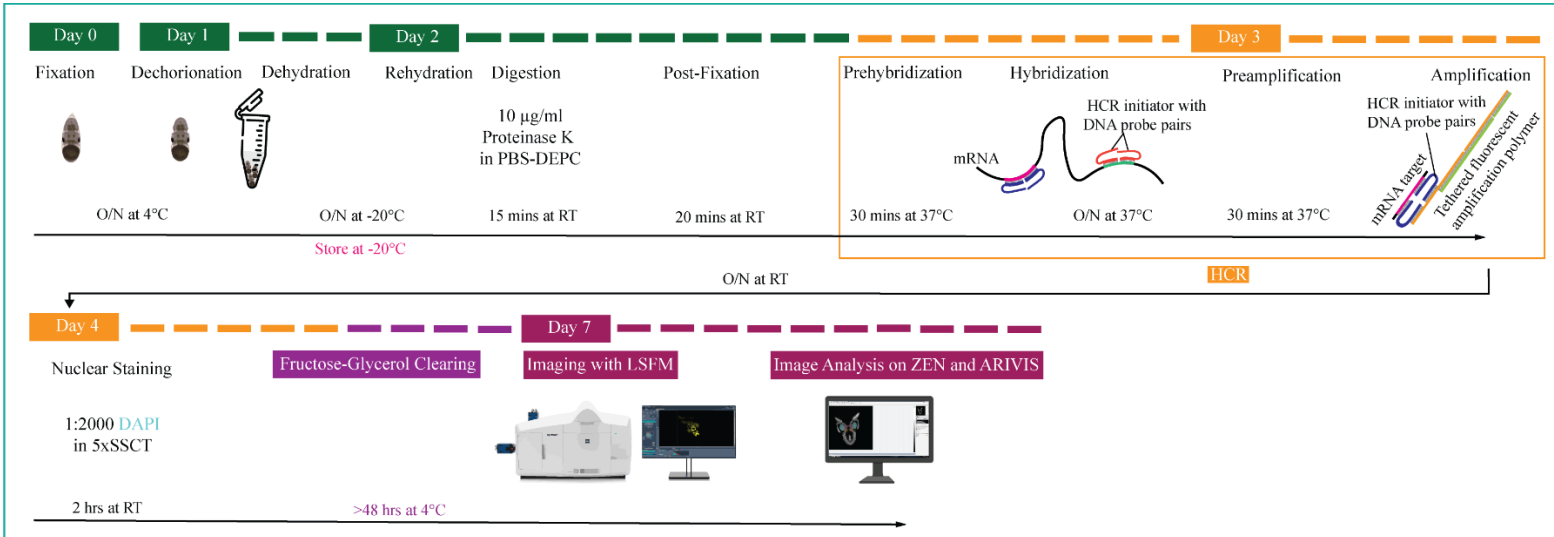 Day 0
Day 1
Day 2
Day 3
Fixation
Dechorionation
Dehydration
Rehydration
Digestion
Post-Fixation
Prehybridization
Hybridization
Preamplification
Amplification
10 µg/ml
Proteinase K
in PBS-DEPC
mRNA
HCR initiator with
DNA probe pairs
HCR initiator with
DNA probe pairs
mRNA target
Tethered fluorescent
amplification polymer
O/N at 4°C
O/N at -20°C
15 mins at RT
20 mins at RT
30 mins at 37°C
O/N at 37°C
30 mins at 37°C
Store at -20°C
O/N at RT
HCR
Day 4
Day 7
Nuclear Staining
Fructose-Glycerol Clearing
Imaging with LSFM
Image Analysis on ZEN and ARIVIS
1:2000 DAPI
in 5xSSCT
2 hrs at RT
>48 hrs at 4°C